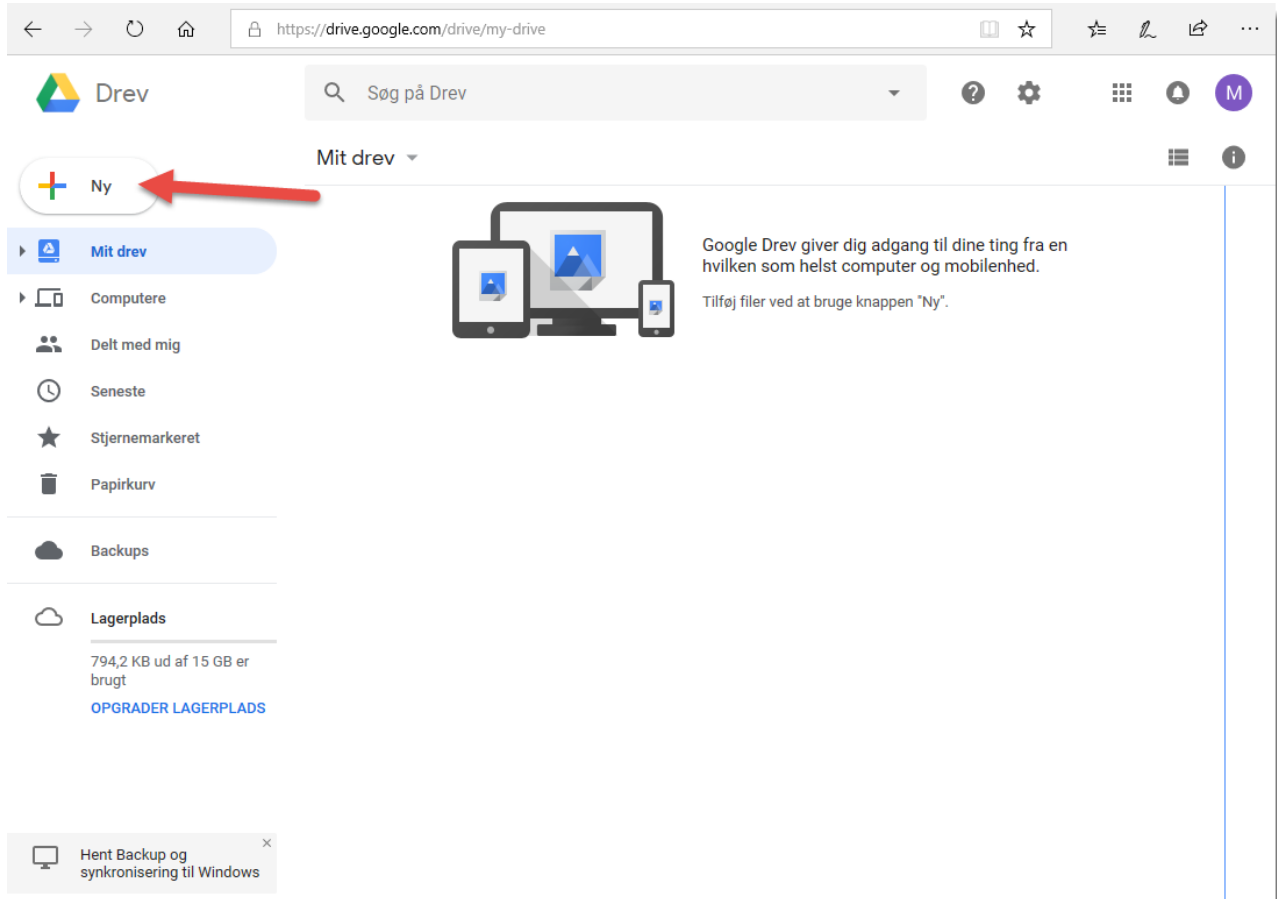 https://drive.google.com/drive/my-drive
Drev
Søg på Drev
M
Mit drev
Ny
Mit drev
Computere
Delt med mig
Seneste
Stjernemarkeret
Papirkurv
Backups
Lagerplads
794,2 KB ud af 15 GB er
brugt
OPGRADER LAGERPLADS
Hent Backup og
synkronisering til Windows
Google Drev giver dig adgang til dine ting fra en
hvilken som helst computer og mobilenhed.
Tilføj filer ved at bruge knappen "Ny".